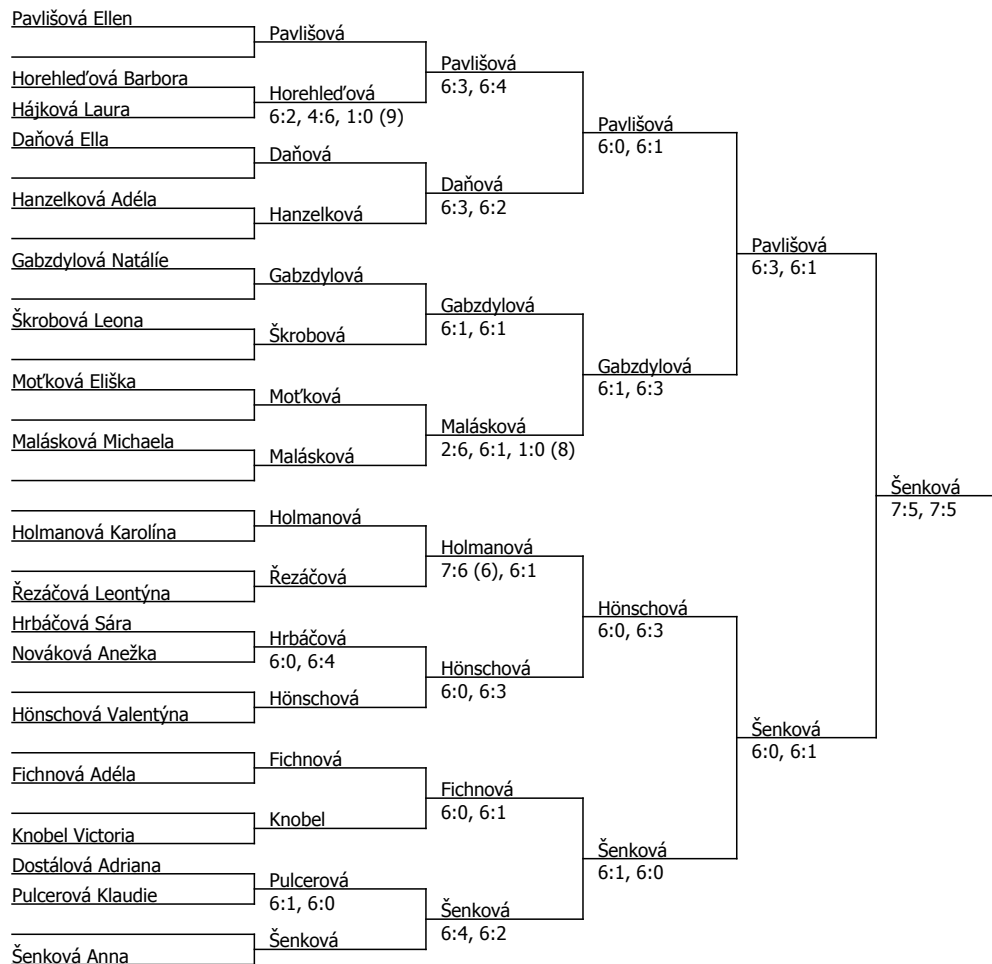 Pavlišová Ellen
Pavlišová
Pavlišová
6:3, 6:4
Horehleďová Barbora
Horehleďová
6:2, 4:6, 1:0 (9)
Hájková Laura
Pavlišová
6:0, 6:1
Daňová Ella
Daňová
Daňová
6:3, 6:2
Hanzelková Adéla
Hanzelková
Pavlišová
6:3, 6:1
Gabzdylová Natálíe
Gabzdylová
Gabzdylová
6:1, 6:1
Škrobová Leona
Škrobová
Gabzdylová
6:1, 6:3
Moťková Eliška
Moťková
Malásková
2:6, 6:1, 1:0 (8)
Malásková Michaela
Malásková
Šenková
7:5, 7:5
Holmanová
Holmanová Karolína
Holmanová
7:6 (6), 6:1
Řezáčová
Řezáčová Leontýna
Hönschová
6:0, 6:3
Hrbáčová Sára
Hrbáčová
6:0, 6:4
Nováková Anežka
Hönschová
6:0, 6:3
Hönschová
Hönschová Valentýna
Šenková
6:0, 6:1
Fichnová
Fichnová Adéla
Fichnová
6:0, 6:1
Knobel
Knobel Victoria
Šenková
6:1, 6:0
Dostálová Adriana
Pulcerová
6:1, 6:0
Pulcerová Klaudie
Šenková
6:4, 6:2
Šenková
Šenková Anna